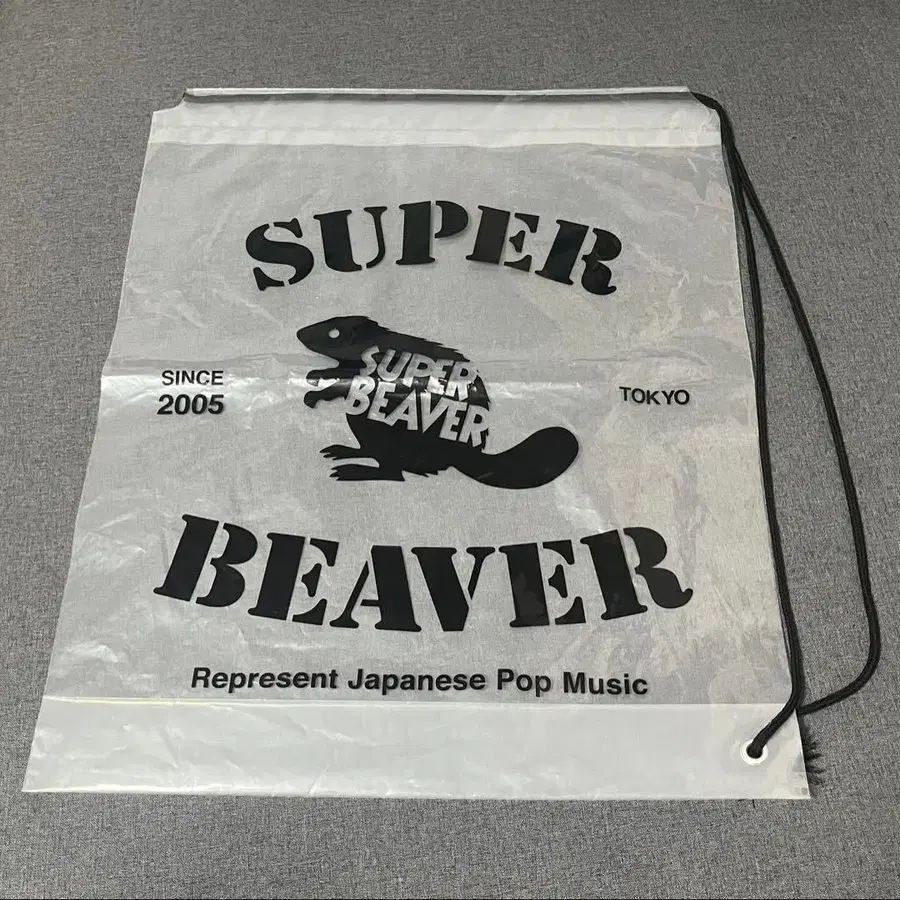 SUPER
SINCE
2005
SUPER
BEAVER
TOKYO
BEAVER
Represent Japanese Pop Music